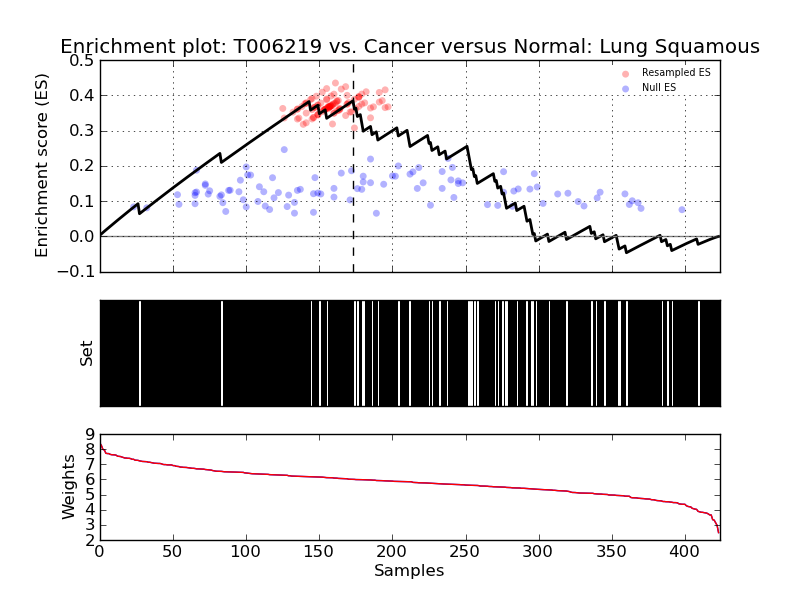 Enrichment plot: T006219 vs. Cancer versus Normal: Lung Squamous
0.5
0.4
0.3
0.2
0.1
0.0
−0.1
Enrichment score (ES)
Resampled ES
Null ES
Set
9
8
7
6
5
4
3
2
Weights
0 50 100 150 200 250 300 350 400
Samples